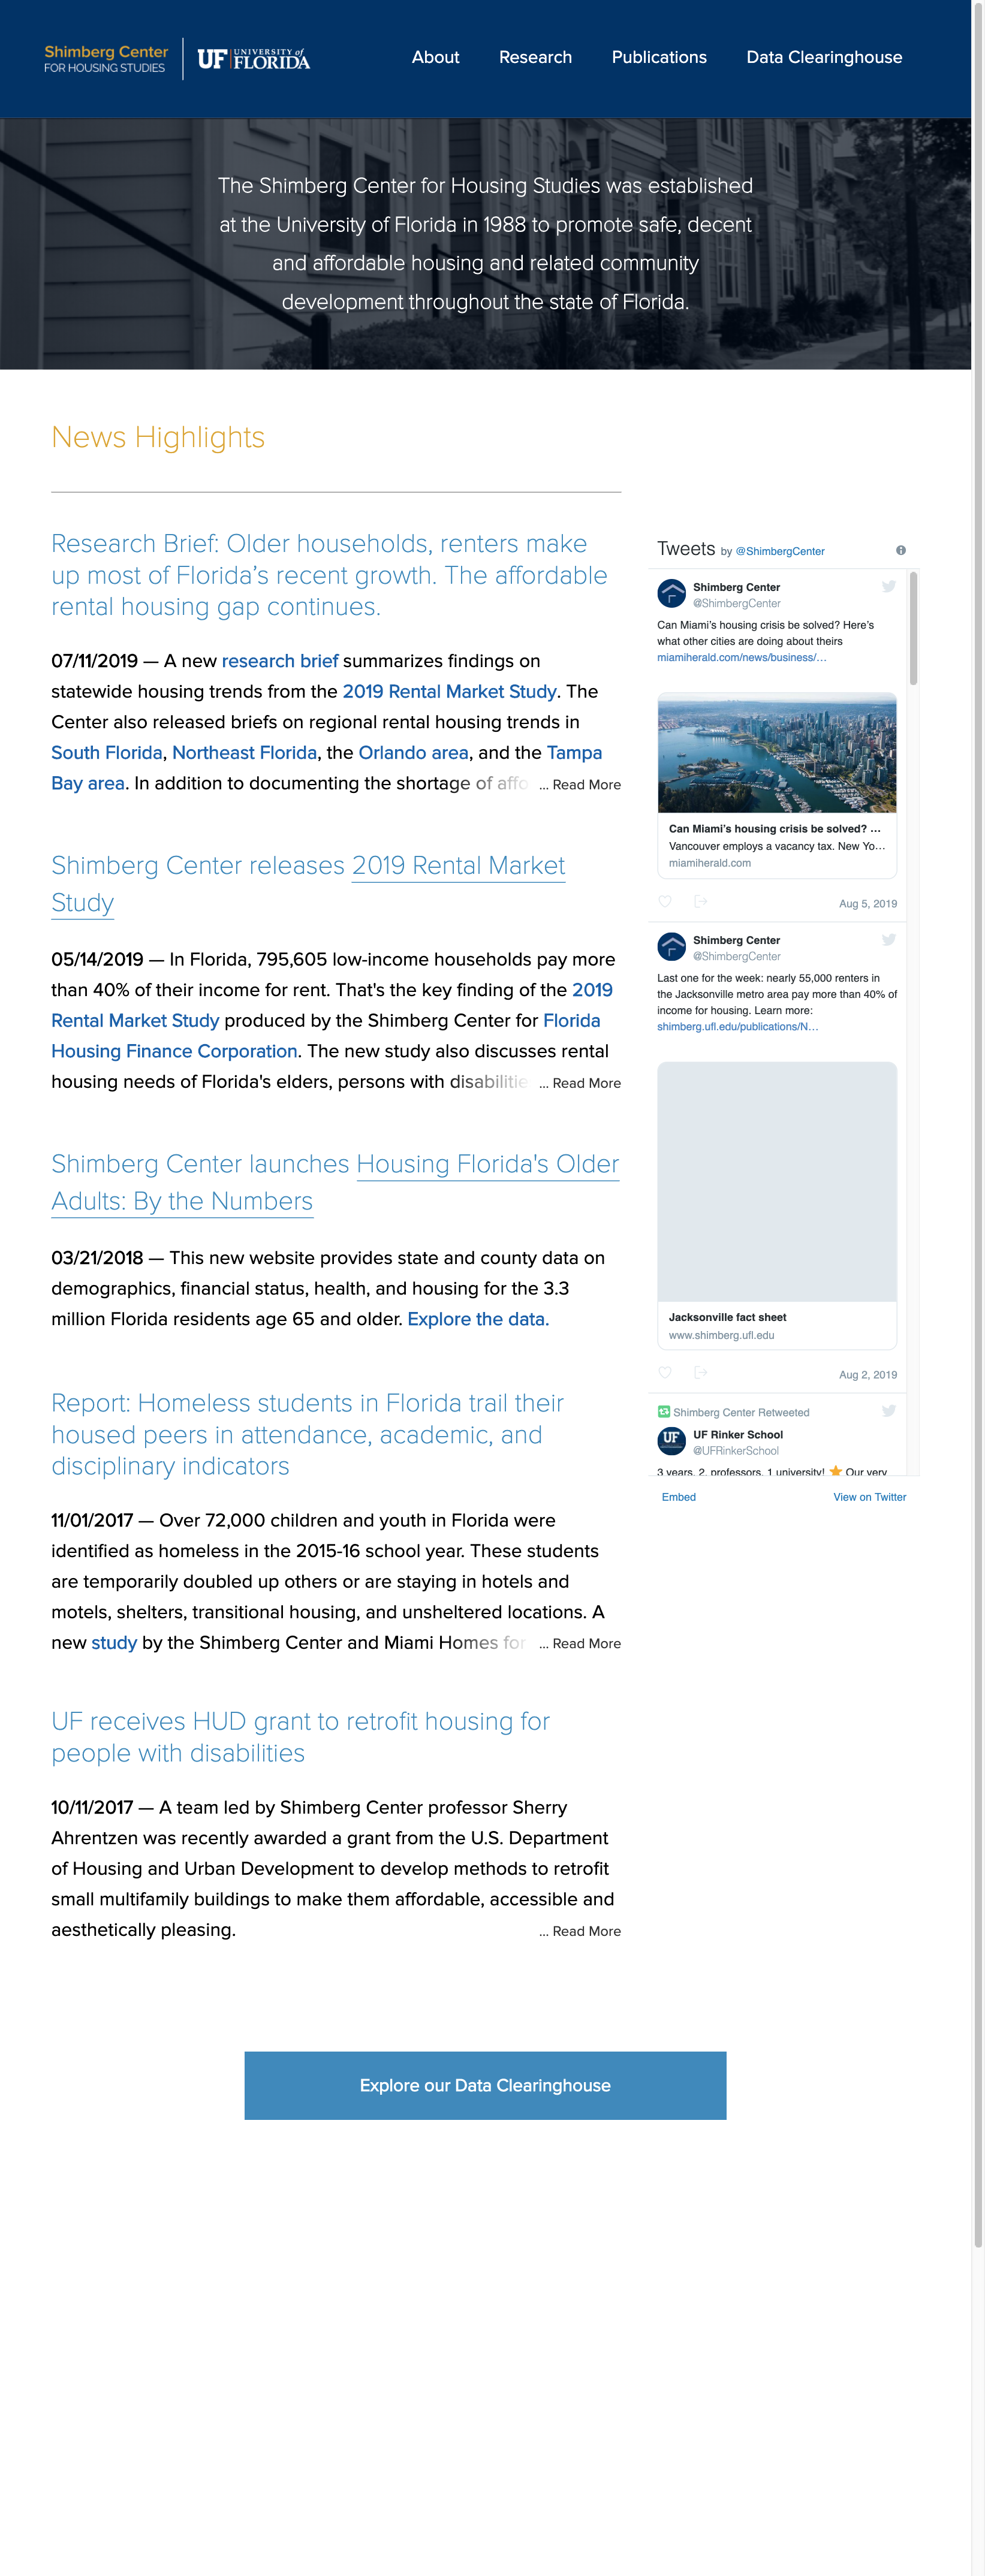 Shimberg Center
FOR HOUSING STUDIES
UF UNIVERSITY of
FLORIDA
About Research Publications Data Clearinghouse
The Shimberg Center for Housing Studies was established
at the University of Florida in 1988 to promote safe, decent
and affordable housing and related community
development throughout the state of Florida.
News Highlights
Research Brief: Older households, renters make
up most of Florida’s recent growth. The affordable
rental housing gap continues.
07/11/2019 — A new research brief summarizes findings on
statewide housing trends from the 2019 Rental Market Study. The
Center also released briefs on regional rental housing trends in
South Florida, Northeast Florida, the Orlando area, and the Tampa
Bay area. In addition to documenting the shortage of affo ... Read More
Shimberg Center releases 2019 Rental Market
Study
05/14/2019 — In Florida, 795,605 low-income households pay more
than 40% of their income for rent. That's the key finding of the 2019
Rental Market Study produced by the Shimberg Center for Florida
Housing Finance Corporation. The new study also discusses rental
housing needs of Florida's elders, persons with disabilitie ... Read More
Shimberg Center launches Housing Florida's Older
Adults: By the Numbers
03/21/2018 — This new website provides state and county data on
demographics, financial status, health, and housing for the 3.3
million Florida residents age 65 and older. Explore the data.
Report: Homeless students in Florida trail their
housed peers in attendance, academic, and
disciplinary indicators
11/01/2017 — Over 72,000 children and youth in Florida were
identified as homeless in the 2015-16 school year. These students
are temporarily doubled up others or are staying in hotels and
motels, shelters, transitional housing, and unsheltered locations. A
new study by the Shimberg Center and Miami Homes for ... Read More
UF receives HUD grant to retrofit housing for
people with disabilities
10/11/2017 — A team led by Shimberg Center professor Sherry
Ahrentzen was recently awarded a grant from the U.S. Department
of Housing and Urban Development to develop methods to retrofit
small multifamily buildings to make them affordable, accessible and
aesthetically pleasing. ... Read More
Tweets by @ShimbergCenter
Shimberg Center
@ShimbergCenter
Can Miami’s housing crisis be solved? Here’s
what other cities are doing about theirs
miamiherald.com/news/business/…
Can Miami’s housing crisis be solved? …
Vancouver employs a vacancy tax. New Yo…
miamiherald.com
Aug 5, 2019
Shimberg Center
@ShimbergCenter
Last one for the week: nearly 55,000 renters in
the Jacksonville metro area pay more than 40% of
income for housing. Learn more:
shimberg.ufl.edu/publications/N…
Jacksonville fact sheet
www.shimberg.ufl.edu
Aug 2, 2019
Shimberg Center Retweeted
UF
UF Rinker School
@UFRinkerSchool
3 years, 2, professors, 1 university! ⭐ Our very
Embed View on Twitter
Explore our Data Clearinghouse